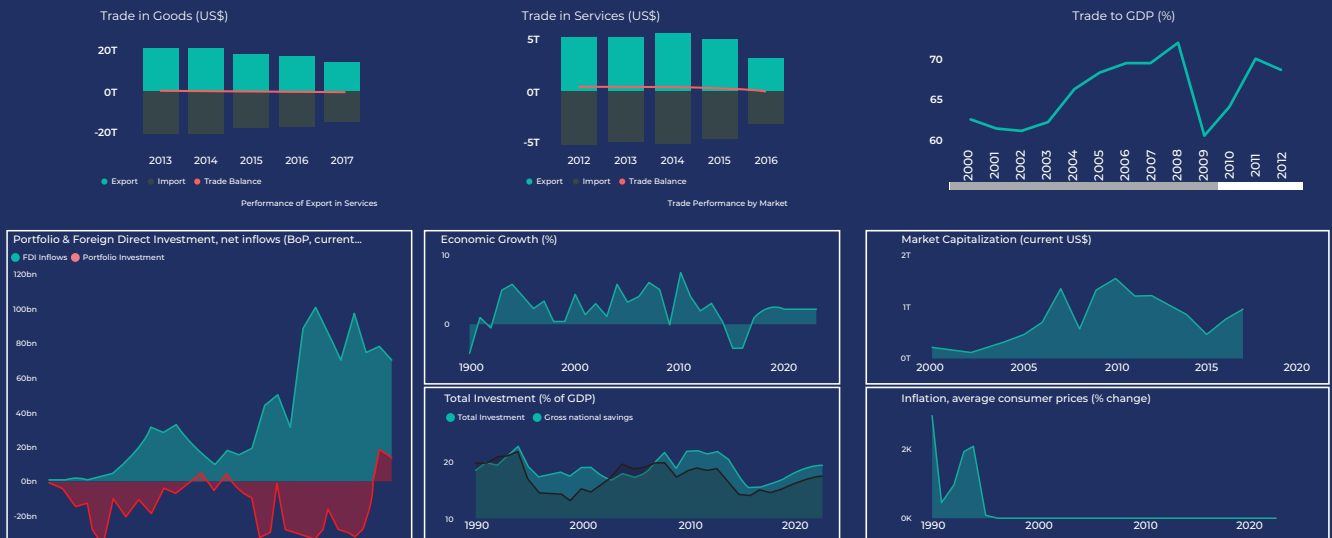 Trade in Goods (US$)
20T
0T
-20T
2013 2014 2015 2016 2017
Export Import Trade Balance
Performance of Export in Services
Trade in Services (US$)
5T
0T
-5T
2012 2013 2014 2015 2016
Export Import Trade Balance
Trade Performance by Market
Trade to GDP (%)
70
65
60
2000 2001 2002 2003 2004 2005 2006 2007 2008 2009 2010 2011 2012
Portfolio & Foreign Direct Investment, net inflows (BoP, current...
FDI Inflows Portfolio Investment
120bn
100bn
80bn
60bn
40bn
20bn
0bn
-20bn
Economic Growth (%)
10
0
1900 2000 2010 2020
Market Capitalization (current US$)
2T
1T
0T
2000 2005 2010 2015 2020
Total Investment (% of GDP)
Total Investment Gross national savings
20
10
1990 2000 2010 2020
Inflation, average consumer prices (% change)
2K
0K
1990 2000 2010 2020